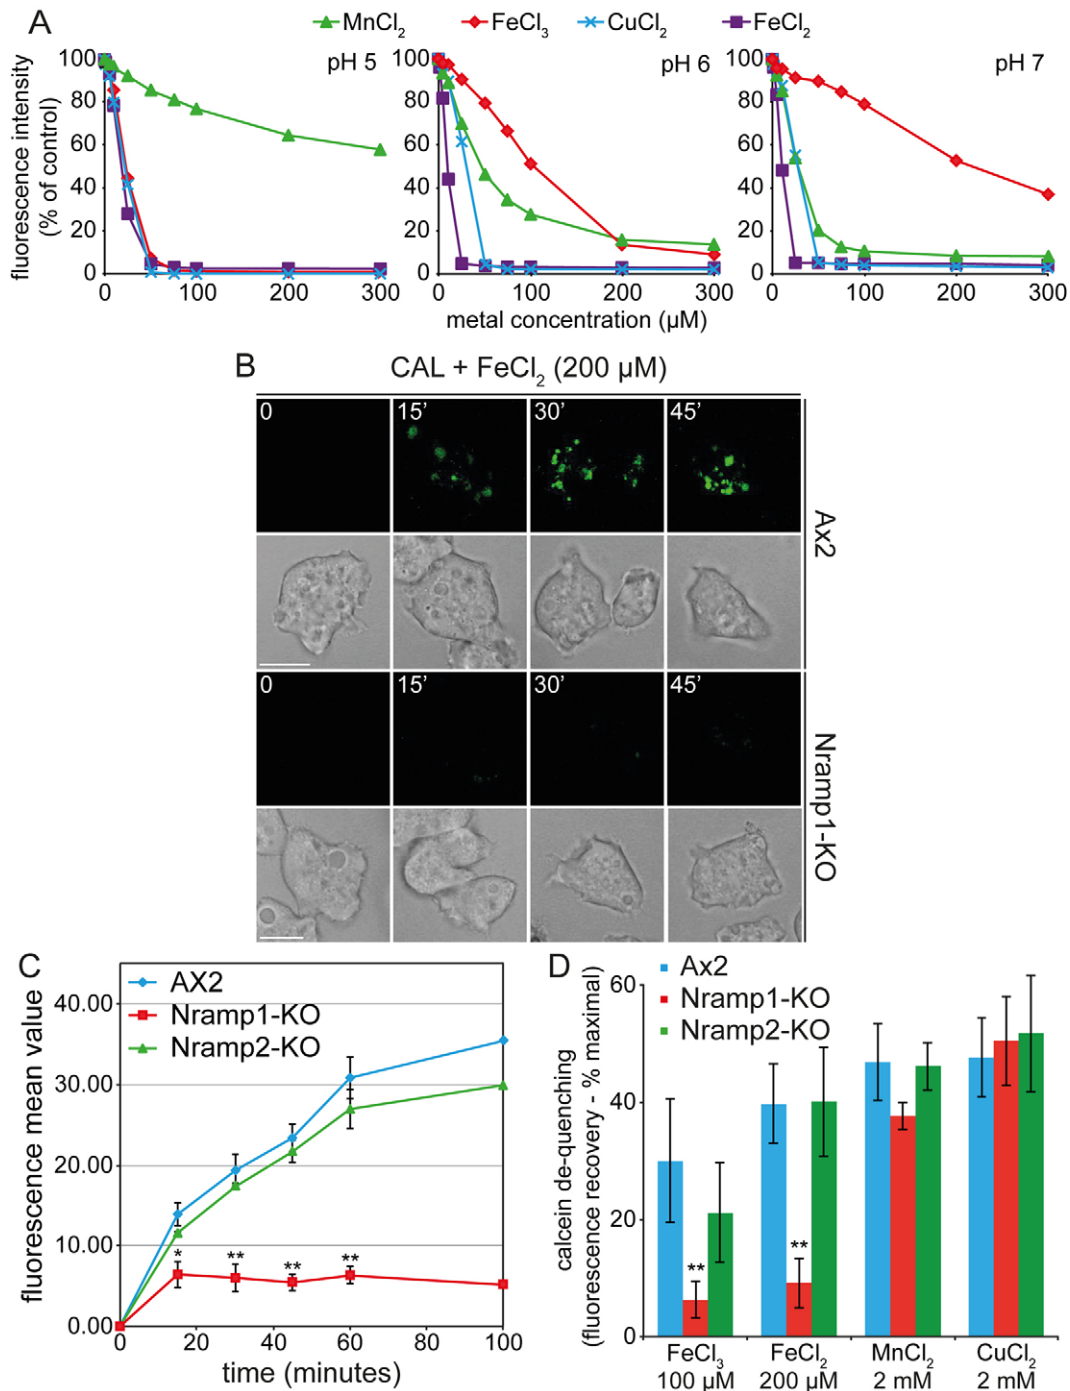 A
MnCl2 FeCl3 CuCl2 FeCl2
fluorescence intensity
(% of control)
100 80 60 40 20 0
pH 5
0 100 200 300
100 80 60 40 20 0
pH 6
0 100 200 300
100 80 60 40 20 0
pH 7
0 100 200 300
metal concentration (µM)
B
CAL + FeCl2 (200 µM)
0 15’ 30’ 45’
Ax2
0 15’ 30’ 45’
Nramp1-KO
C
fluorescence mean value
40.00
30.00
20.00
10.00
0.00
AX2
Nramp1-KO
Nramp2-KO
* ** ** **
0 20 40 60 80 100
time (minutes)
D
calcein de-quenching
(fluorescence recovery - % maximal)
60
40
20
0
Ax2
Nramp1-KO
Nramp2-KO
** **
FeCl3 FeCl2 MnCl2 CuCl2
100 µM 200 µM 2 mM 2 mM